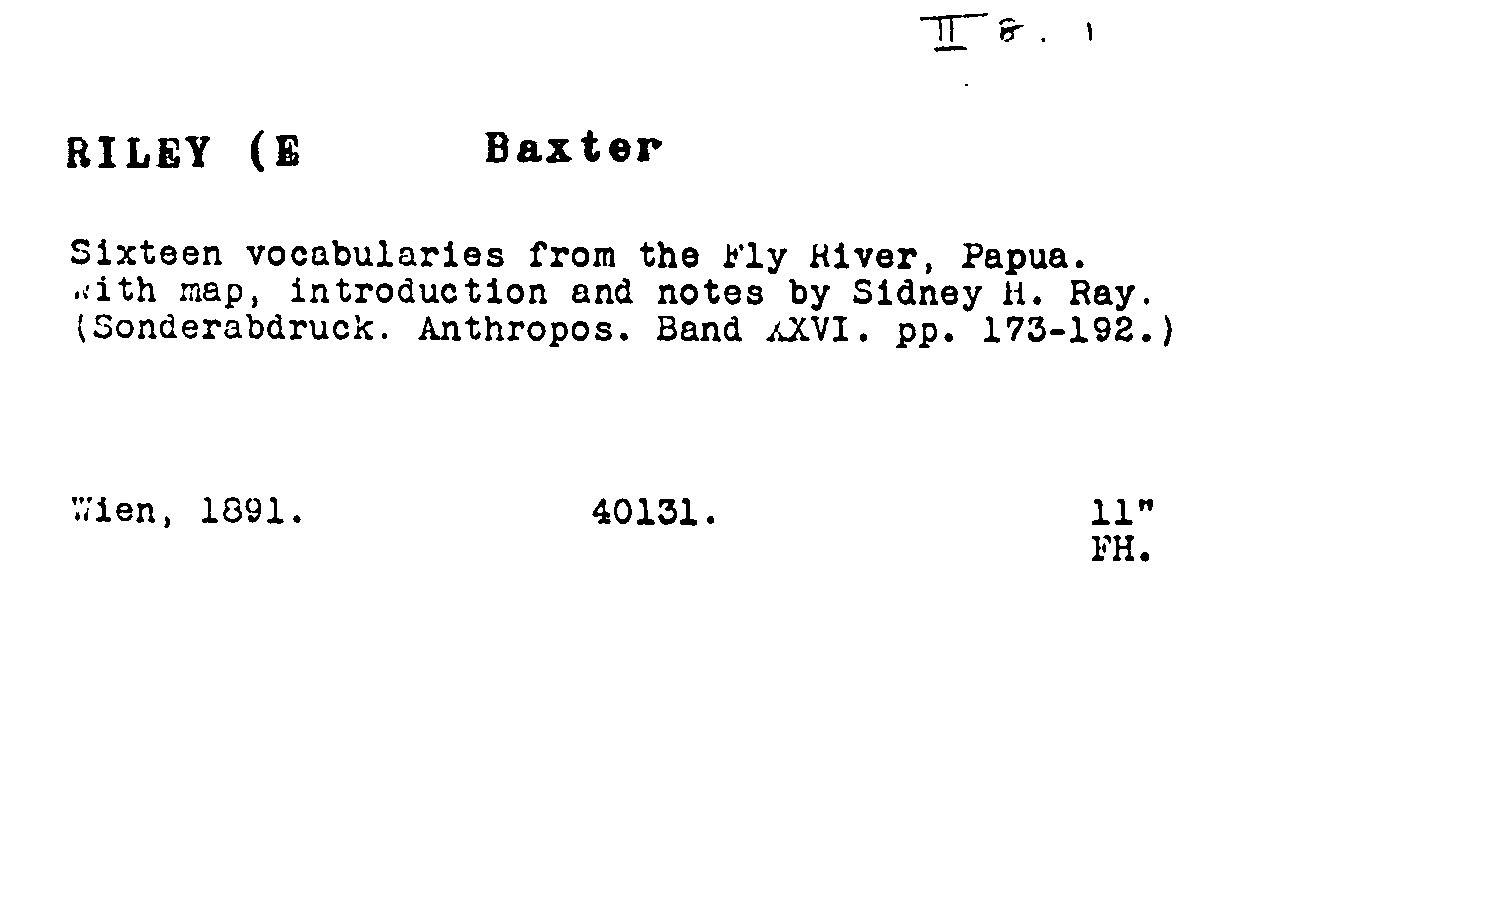 II 8. 1
RILEY (E Baxter
Sixteen vocabularies from the Fly River, Papua.
with map, introduction and notes by Sidney H. Ray.
(Sonderabdruck. Anthropos. Band XXVI. pp. 173-192.)
Wien, 1891. 40131. 11"
FH.